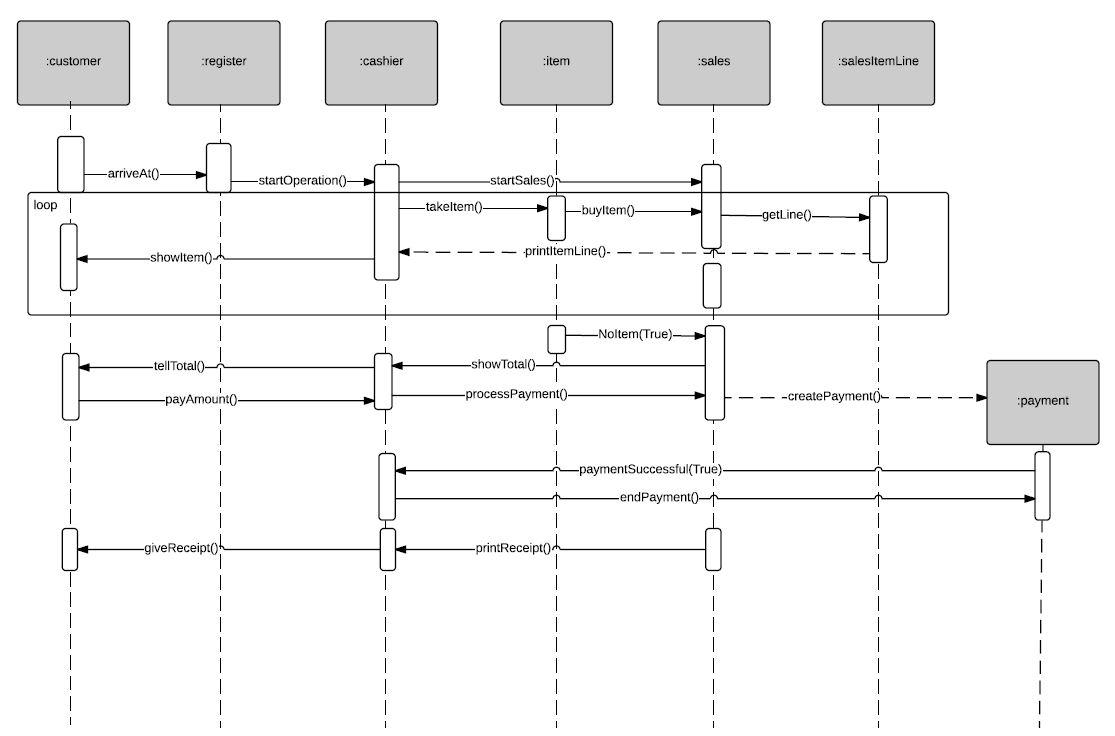 :customer
:register
:cashier
:item
:sales
:salesItemLine
arriveAt()
startOperation()
startSales()
loop
takeItem()
buyItem()
getLine()
printItemLine()
showItem()
NoItem(True)
tellTotal()
showTotal()
payAmount()
processPayment()
createPayment()
:payment
paymentSuccessful(True)
endPayment()
giveReceipt()
printReceipt()